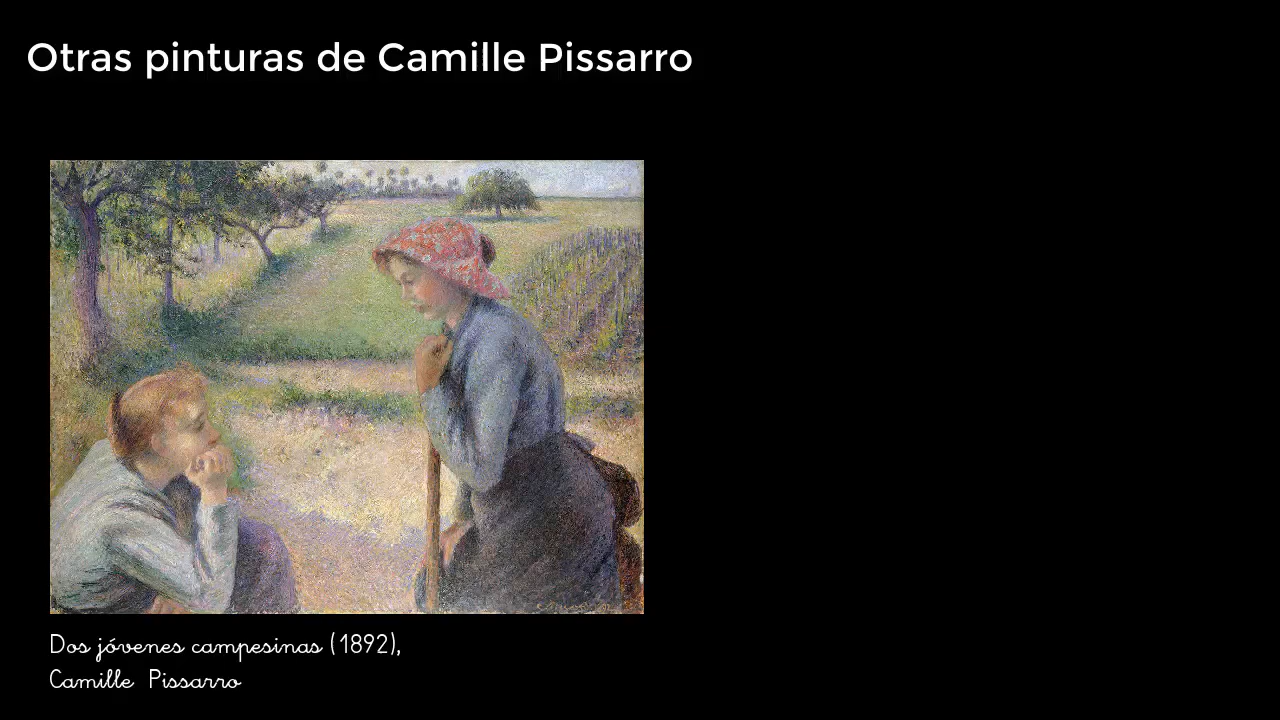 Otras pinturas de Camille Pissarro
Dos jóvenes campesinas (1892),
Camille Pissarro